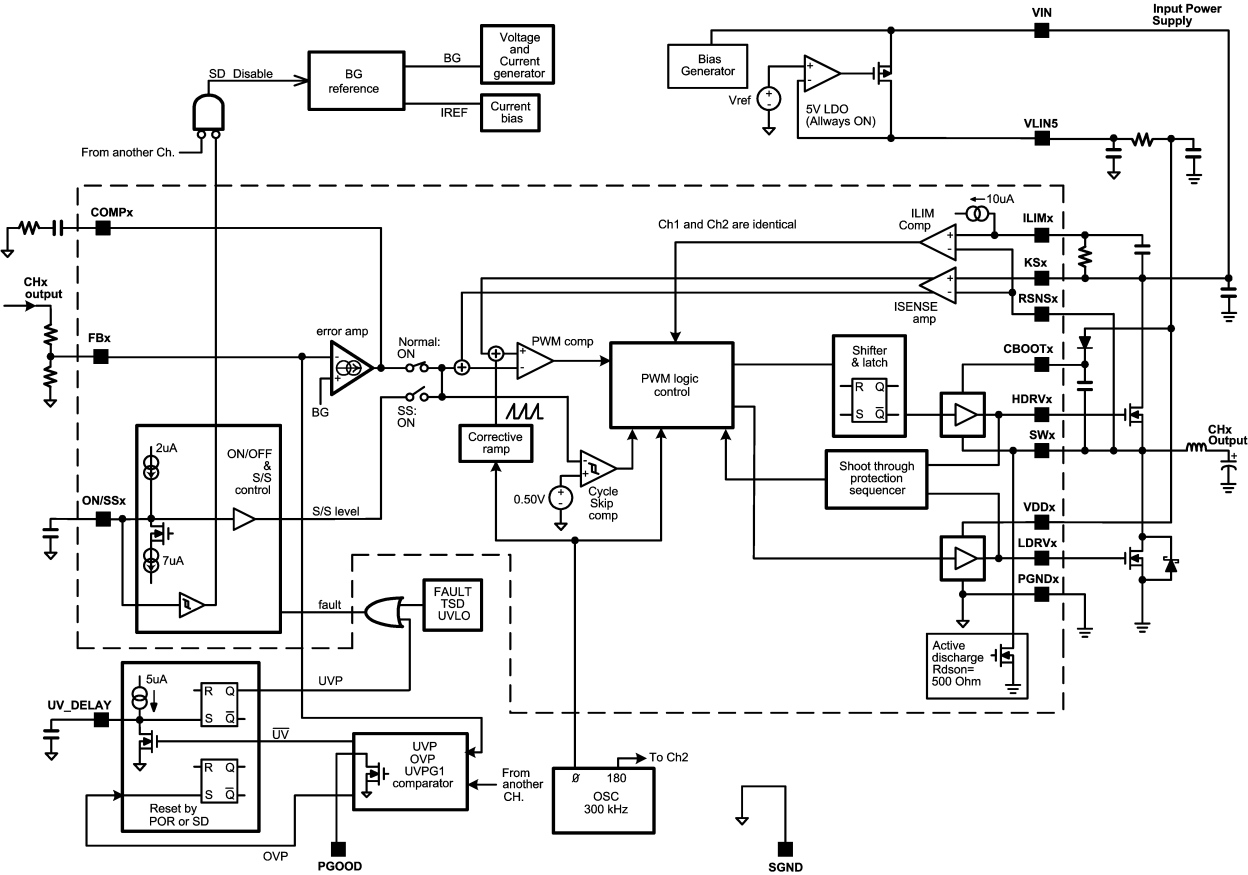 VIN
Input Power
Supply
Voltage
and
Current
generator
BG
BG
reference
SD Disable
IREF
Current
bias
Bias
Generator
Vref
+
-
+
-
5V LDO
(Allways ON)
VLIN5
From another Ch.
COMPx
Ch1 and Ch2 are identical
10uA
ILIM
Comp
+
-
ILIMx
KSx
+
-
ISENSE
amp
RSNSx
CHx
output
FBx
error amp
-
+
BG
Normal:
ON
SS:
ON
PWM comp
+
-
PWM logic
control
Shifter
& latch
R Q
S Q
CBOOTx
HDRVx
SWx
CHx
Output
+
Corrective
ramp
0.50V
+
-
-
+
Cycle
Skip
comp
Shoot through
protection
sequencer
VDDx
LDRVx
PGNDx
2uA
ON/OFF
&
S/S
control
ON/SSx
S/S level
7uA
fault
FAULT
TSD
UVLO
Active
discharge
Rdson=
500 Ohm
5uA
R Q
S Q
UVP
UV_DELAY
UV
R Q
S Q
Reset by
POR or SD
OVP
UVP
OVP
UVPG1
comparator
From
another
CH.
PGOOD
0 180
To Ch2
OSC
300 kHz
SGND